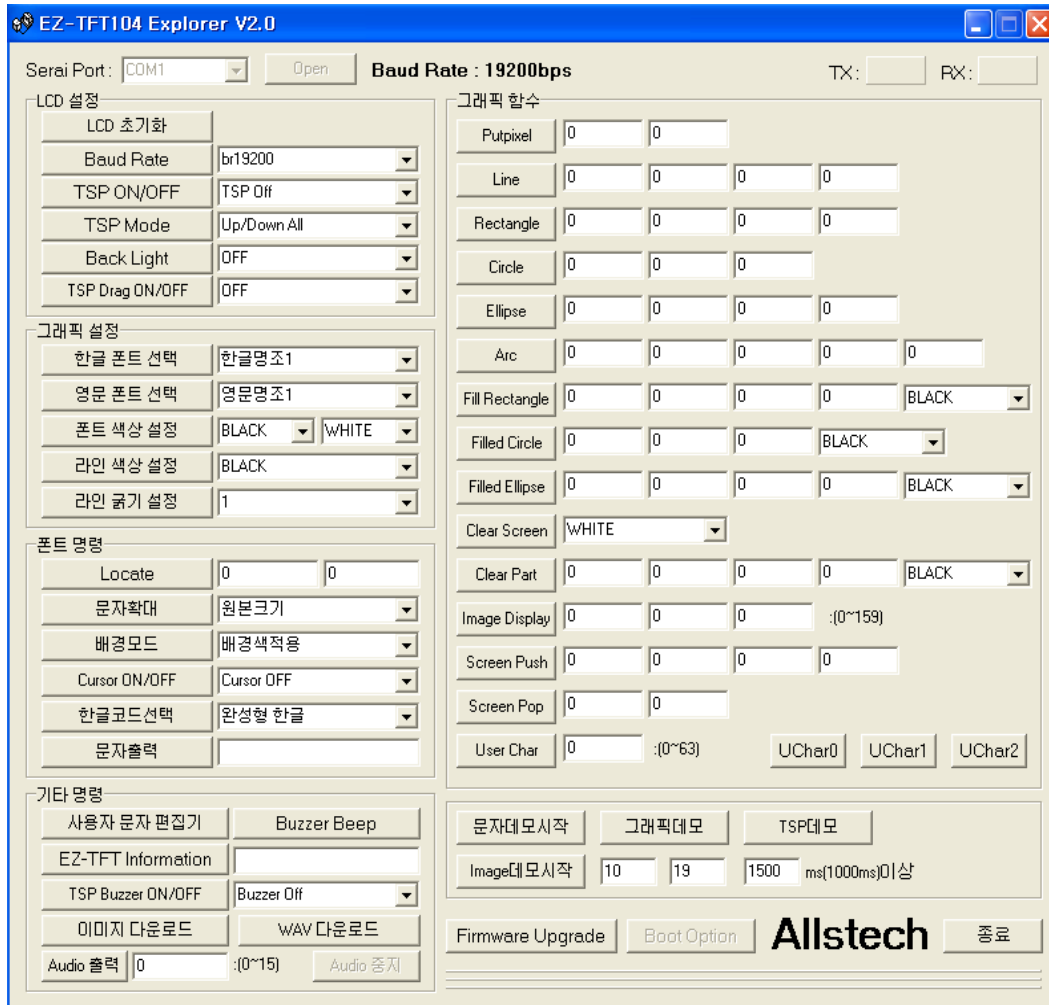 EZ-TFT104 Explorer V2.0
Serai Port : COM1 Open Baud Rate : 19200bps TX : RX :
LCD 설정
LCD 초기화
Baud Rate br19200
TSP ON/OFF TSP Off
TSP Mode Up/Down All
Back Light OFF
TSP Drag ON/OFF OFF
그래픽 설정
한글 폰트 선택 한글명조1
영문 폰트 선택 영문명조1
폰트 색상 설정 BLACK WHITE
라인 색상 설정 BLACK
라인 굵기 설정 1
폰트 명령
Locate 0 0
문자확대 원본크기
배경모드 배경색적용
Cursor ON/OFF Cursor OFF
한글코드선택 완성형 한글
문자출력
기타 명령
사용자 문자 편집기 Buzzer Beep
EZ-TFT Information
TSP Buzzer ON/OFF Buzzer Off
이미지 다운로드 WAV 다운로드
Audio 출력 0 :(0~15) Audio 중지
그래픽 함수
Putpixel 0 0
Line 0 0 0 0
Rectangle 0 0 0 0
Circle 0 0 0
Ellipse 0 0 0 0
Arc 0 0 0 0 0
Fill Rectangle 0 0 0 0 BLACK
Filled Circle 0 0 0 BLACK
Filled Ellipse 0 0 0 0 BLACK
Clear Screen WHITE
Clear Part 0 0 0 0 BLACK
Image Display 0 0 0 :(0~159)
Screen Push 0 0 0 0
Screen Pop 0 0
User Char 0 :(0~63) UChar0 UChar1 UChar2
문자데모시작 그래픽데모 TSP데모
Image데모시작 10 19 1500 ms(1000ms)이상
Firmware Upgrade Boot Option Allstech 종료